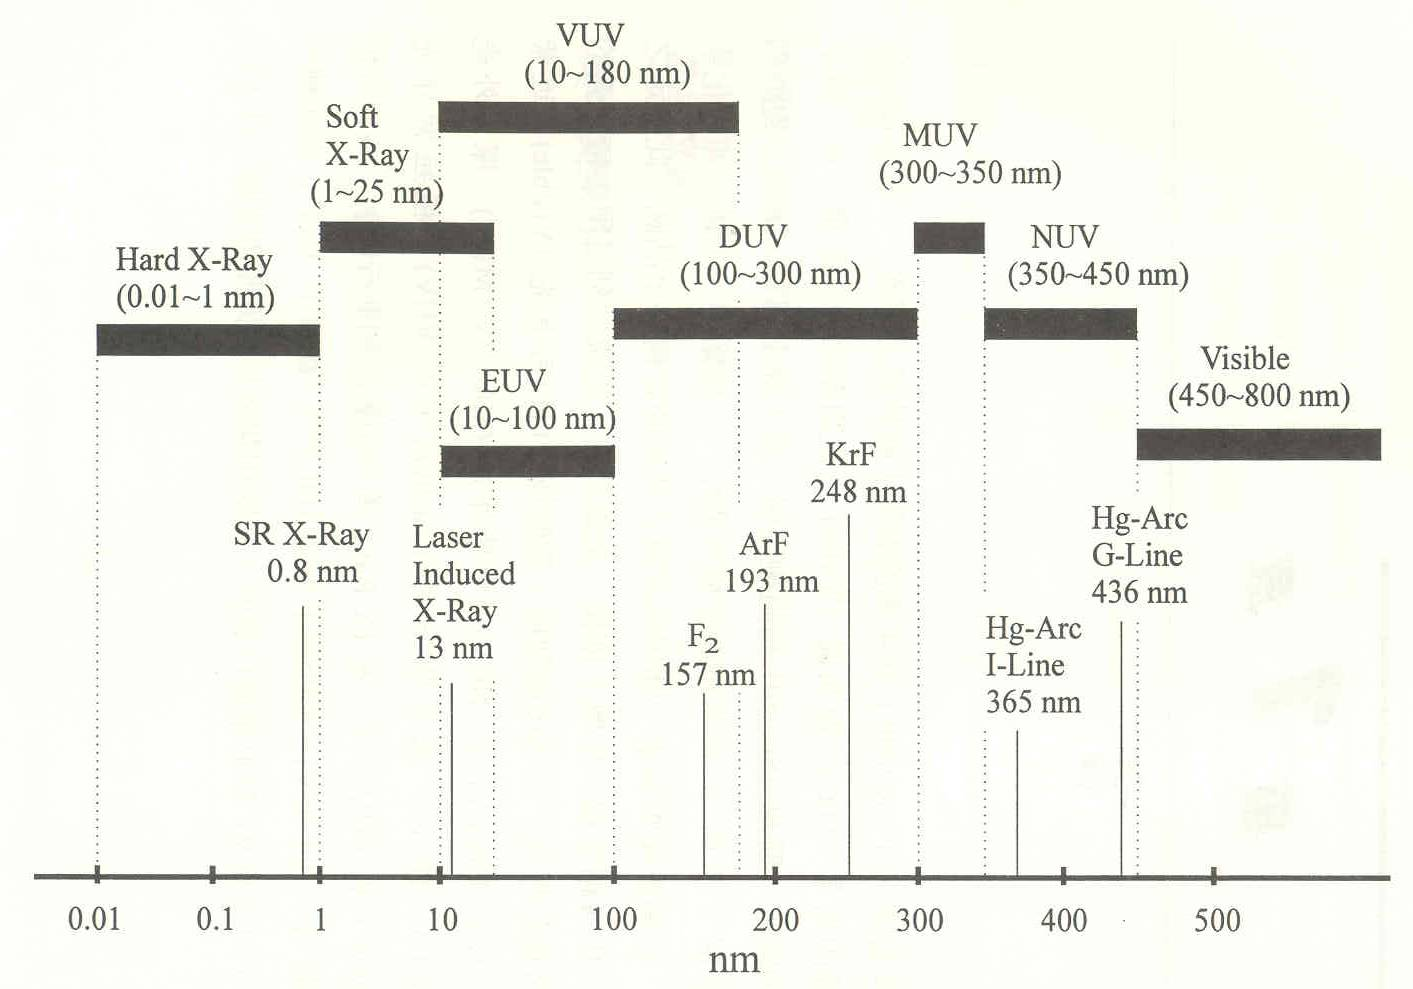 VUV
(10~180 nm)
Soft
X-Ray
(1~25 nm)
MUV
(300~350 nm)
Hard X-Ray
(0.01~1 nm)
DUV
(100~300 nm)
NUV
(350~450 nm)
EUV
(10~100 nm)
Visible
(450~800 nm)
SR X-Ray
0.8 nm
Laser
Induced
X-Ray
13 nm
F2
157 nm
ArF
193 nm
KrF
248 nm
Hg-Arc
I-Line
365 nm
Hg-Arc
G-Line
436 nm
0.01 0.1 1 10 100 200 300 400 500
nm